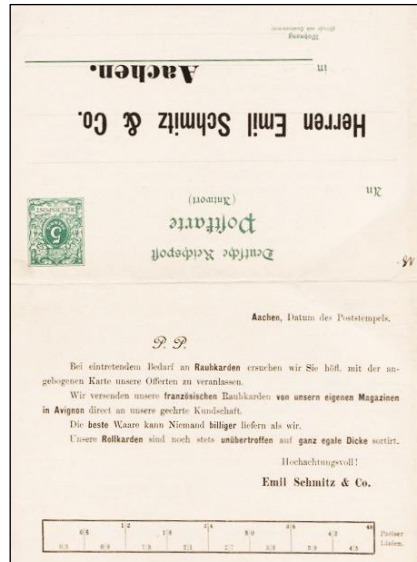 Deutsche Reichspost
Postkarte
(Antwort)
5
An
Herren Emil Schmitz & Co.
in Aachen.
Wohnung
Aachen, Datum des Poststempels.
P. P.
Bei eintretendem Bedarf an Rauhkarden ersuchen wir Sie höfl. mit der an-
gebogenen Karte unsere Offerten zu veranlassen.
Wir versenden unsere französischen Rauhkarden von unsern eigenen Magazinen
in Avignon direct an unsere geehrte Kundschaft.
Die beste Waare kann Niemand billiger liefern als wir.
Unsere Rollkarden sind noch stets unübertroffen auf ganz egale Dicke sortirt.
Hochachtungsvoll!
Emil Schmitz & Co.
Pariser
Linien.